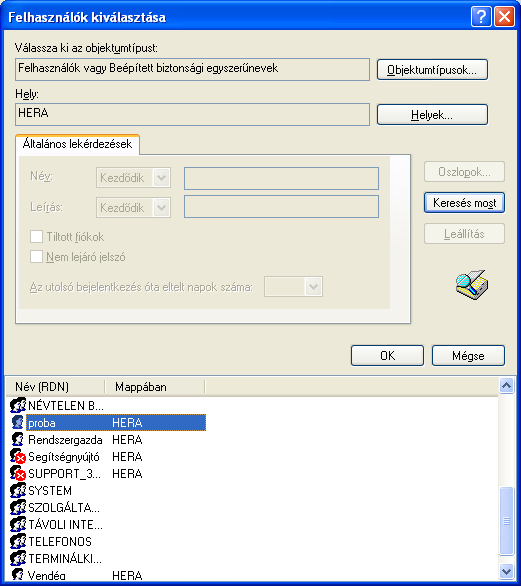 Felhasználók kiválasztása
Válassza ki az objektumtípust:
Felhasználók vagy Beépített biztonsági egyszerűnevek
Objektumtípusok...
Hely:
HERA
Helyek...
Általános lekérdezések
Név:
Kezdődik
Oszlopok...
Leírás:
Kezdődik
Keresés most
Tiltott fiókok
Leállítás
Nem lejáró jelszó
Az utolsó bejelentkezés óta eltelt napok száma:
OK
Mégse
Név (RDN) Mappában
NÉVTELEN B...
proba HERA
Rendszergazda HERA
Segítségnyújtó HERA
SUPPORT_3... HERA
SYSTEM
SZOLGÁLTA...
TÁVOLI INTE...
TELEFONOS
TERMINÁLKI...
Vendég HERA